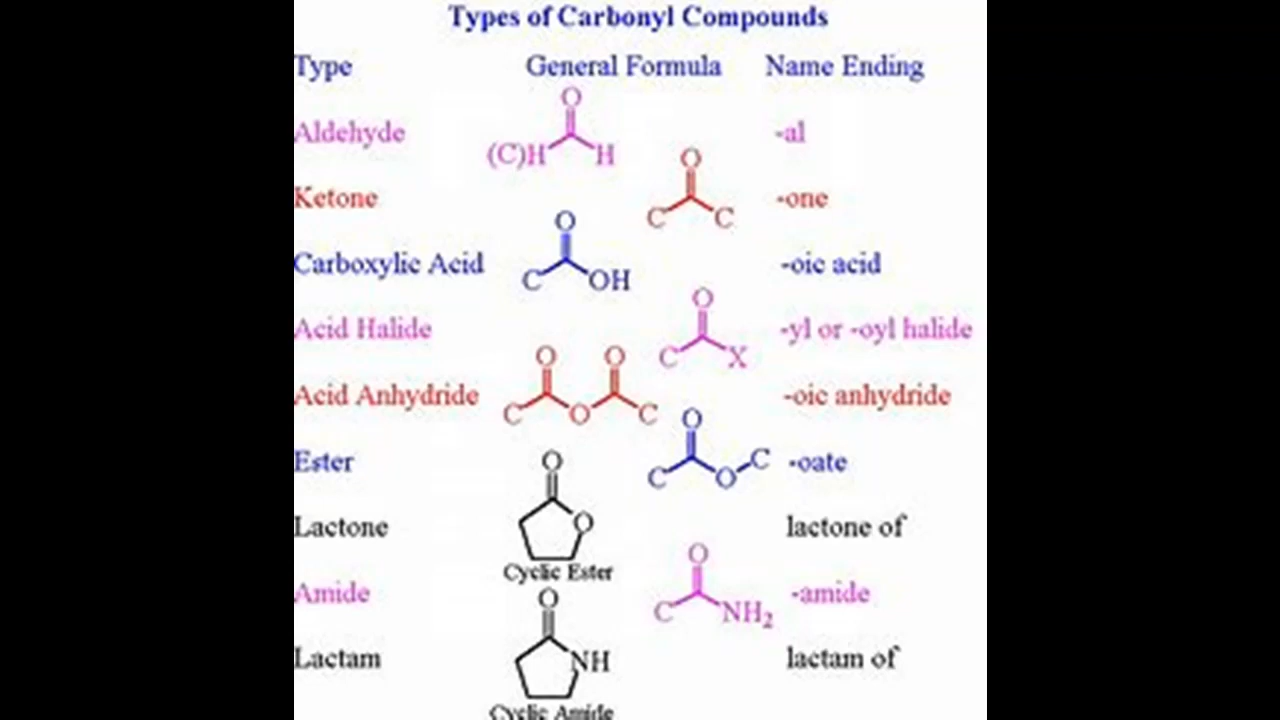 Types of Carbonyl Compounds
Type General Formula Name Ending
O
Aldehyde (C)H H -al
O
Ketone C C -one
O
Carboxylic Acid C OH -oic acid
O
Acid Halide C X -yl or -oyl halide
O O
Acid Anhydride C O C -oic anhydride
O
Ester C O C -oate
O
Lactone O lactone of
Cyclic Ester
O
Amide C NH2 -amide
O
Lactam NH lactam of
Cyclic Amide